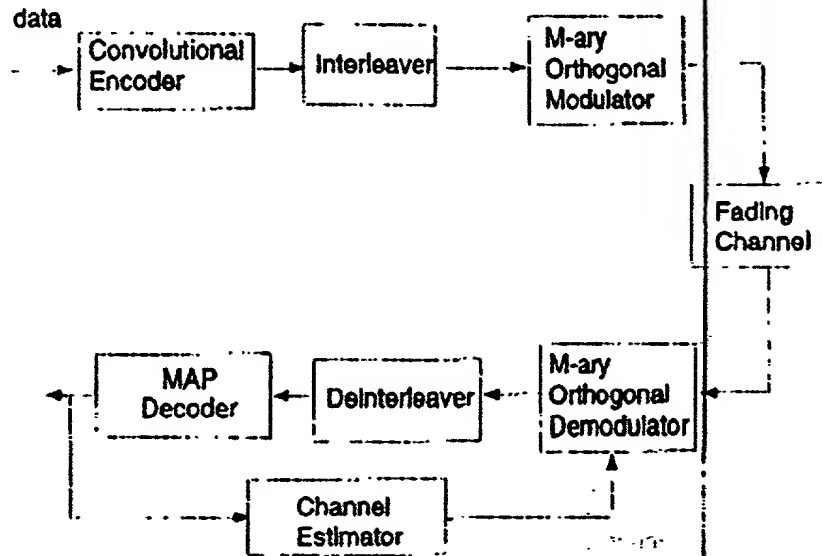 data
Convolutional
Encoder
Interleaver
M-ary
Orthogonal
Modulator
Fading
Channel
MAP
Decoder
Deinterleaver
M-ary
Orthogonal
Demodulator
Channel
Estimator